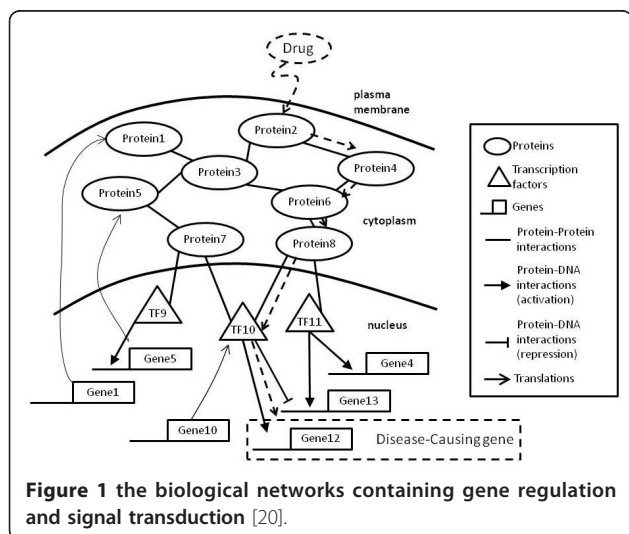 Drug
plasma
membrane
Protein1
Protein2
Protein3
Protein4
Protein5
Protein6
cytoplasm
Protein7
Protein8
TF9
TF10
TF11
nucleus
Gene5
Gene4
Gene1
Gene13
Gene10
Gene12
Disease-Causing gene
Proteins
Transcription
factors
Genes
Protein-Protein
interactions
Protein-DNA
interactions
(activation)
Protein-DNA
interactions
(repression)
Translations
Figure 1 the biological networks containing gene regulation
and signal transduction [20].